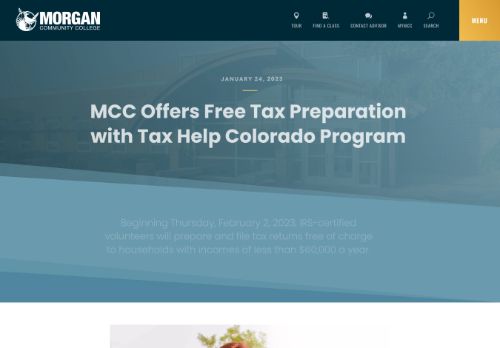 MORGAN
COMMUNITY COLLEGE
TOUR
FIND A CLASS
CONTACT ADVISOR
MYMCC
SEARCH
MENU
JANUARY 24, 2023
MCC Offers Free Tax Preparation
with Tax Help Colorado Program
Beginning Thursday, February 2, 2023, IRS-certified
volunteers will prepare and file tax returns free of charge
to households with incomes of less than $60,000 a year.